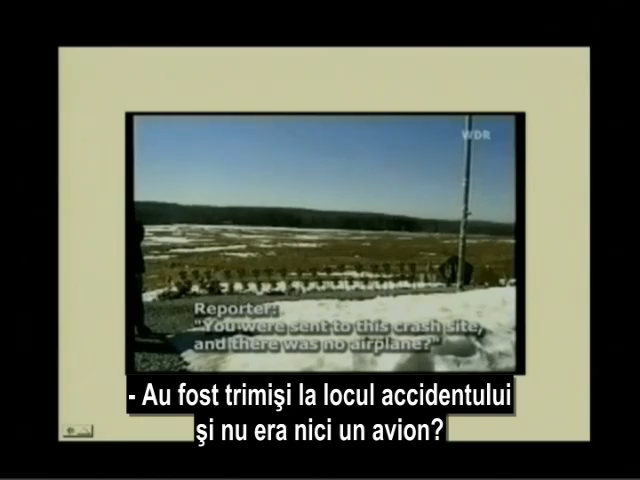 WDR
Reporter:
"You were sent to this crash site,
and there was no airplane?"
- Au fost trimişi la locul accidentului
şi nu era nici un avion?